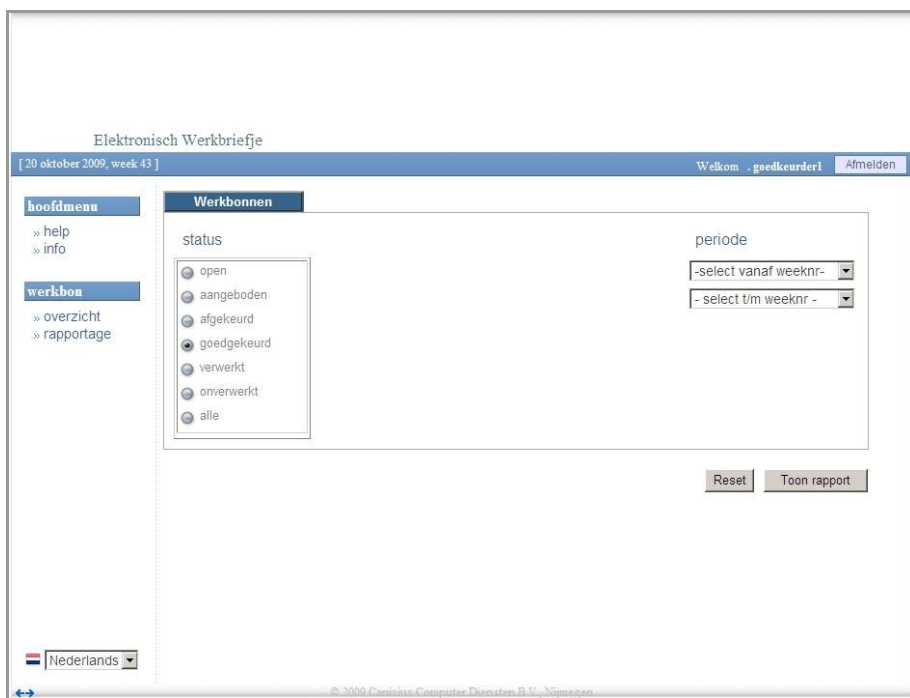 Elektronisch Werkbriefje
[ 20 oktober 2009, week 43 ]
Welkom . goedkeurder1
Afmelden
hoofdmenu
» help
» info
werkbon
» overzicht
» rapportage
Werkbonnen
status
open
aangeboden
afgekeurd
goedgekeurd
verwerkt
onverwerkt
alle
periode
-select vanaf weeknr-
- select t/m weeknr -
Reset
Toon rapport
Nederlands
© 2009 Canisius Computer Diensten B.V., Nijmegen